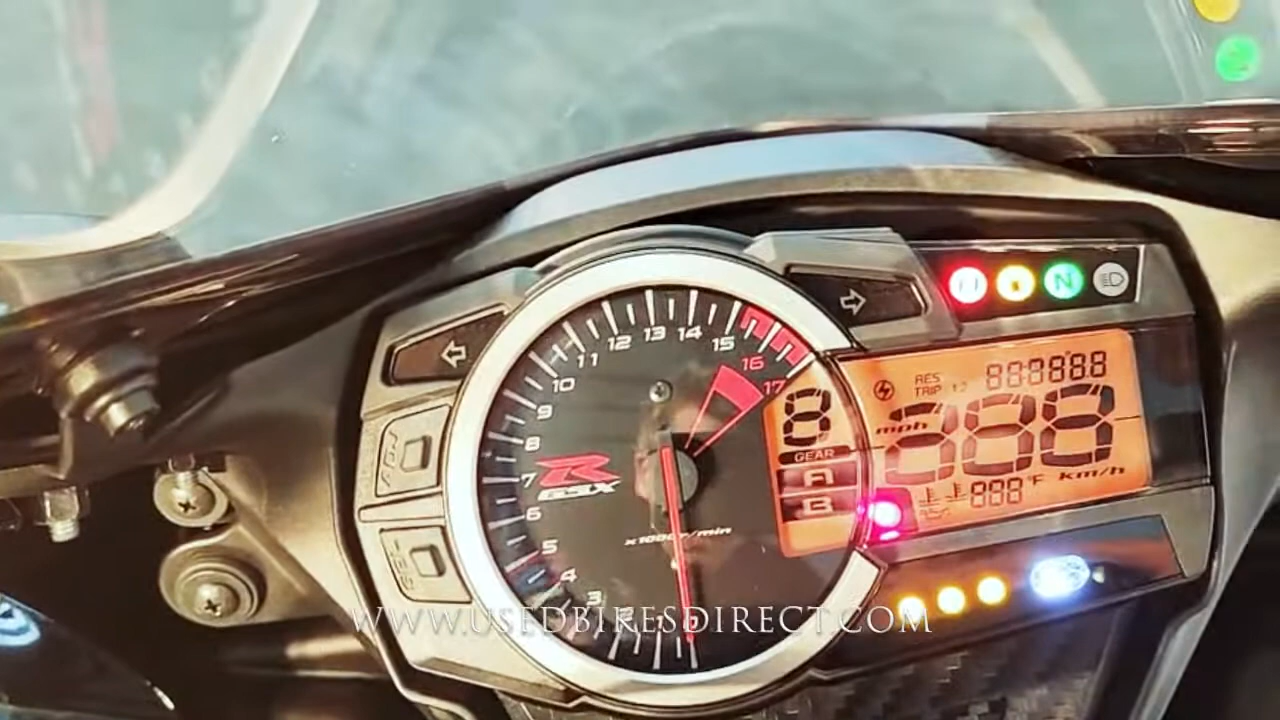 14
13
12
15
11
16
10
17
9
8
7
6
5
4
3
R
GSX
x1000r/min
ADJ
SEL
N
8
GEAR
A
B
RES
TRIP 12
888888
mph
888
km/h
888 °F
WWW.USEDBIKESDIRECT.COM